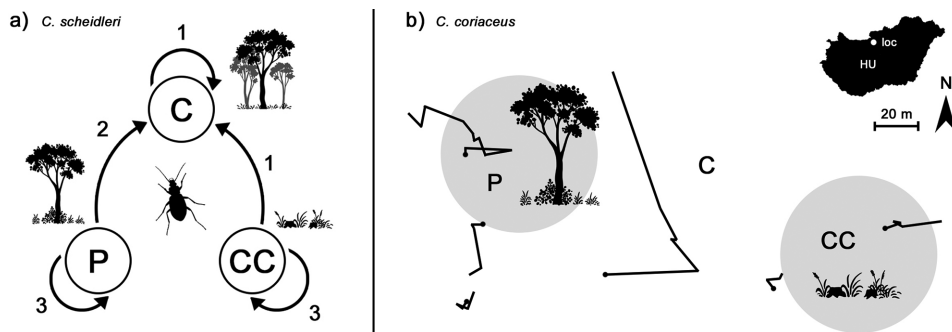 a) C. scheidleri
1
C
2
1
P
CC
3
3
b) C. coriaceus
P
C
CC
loc
HU
N
20 m